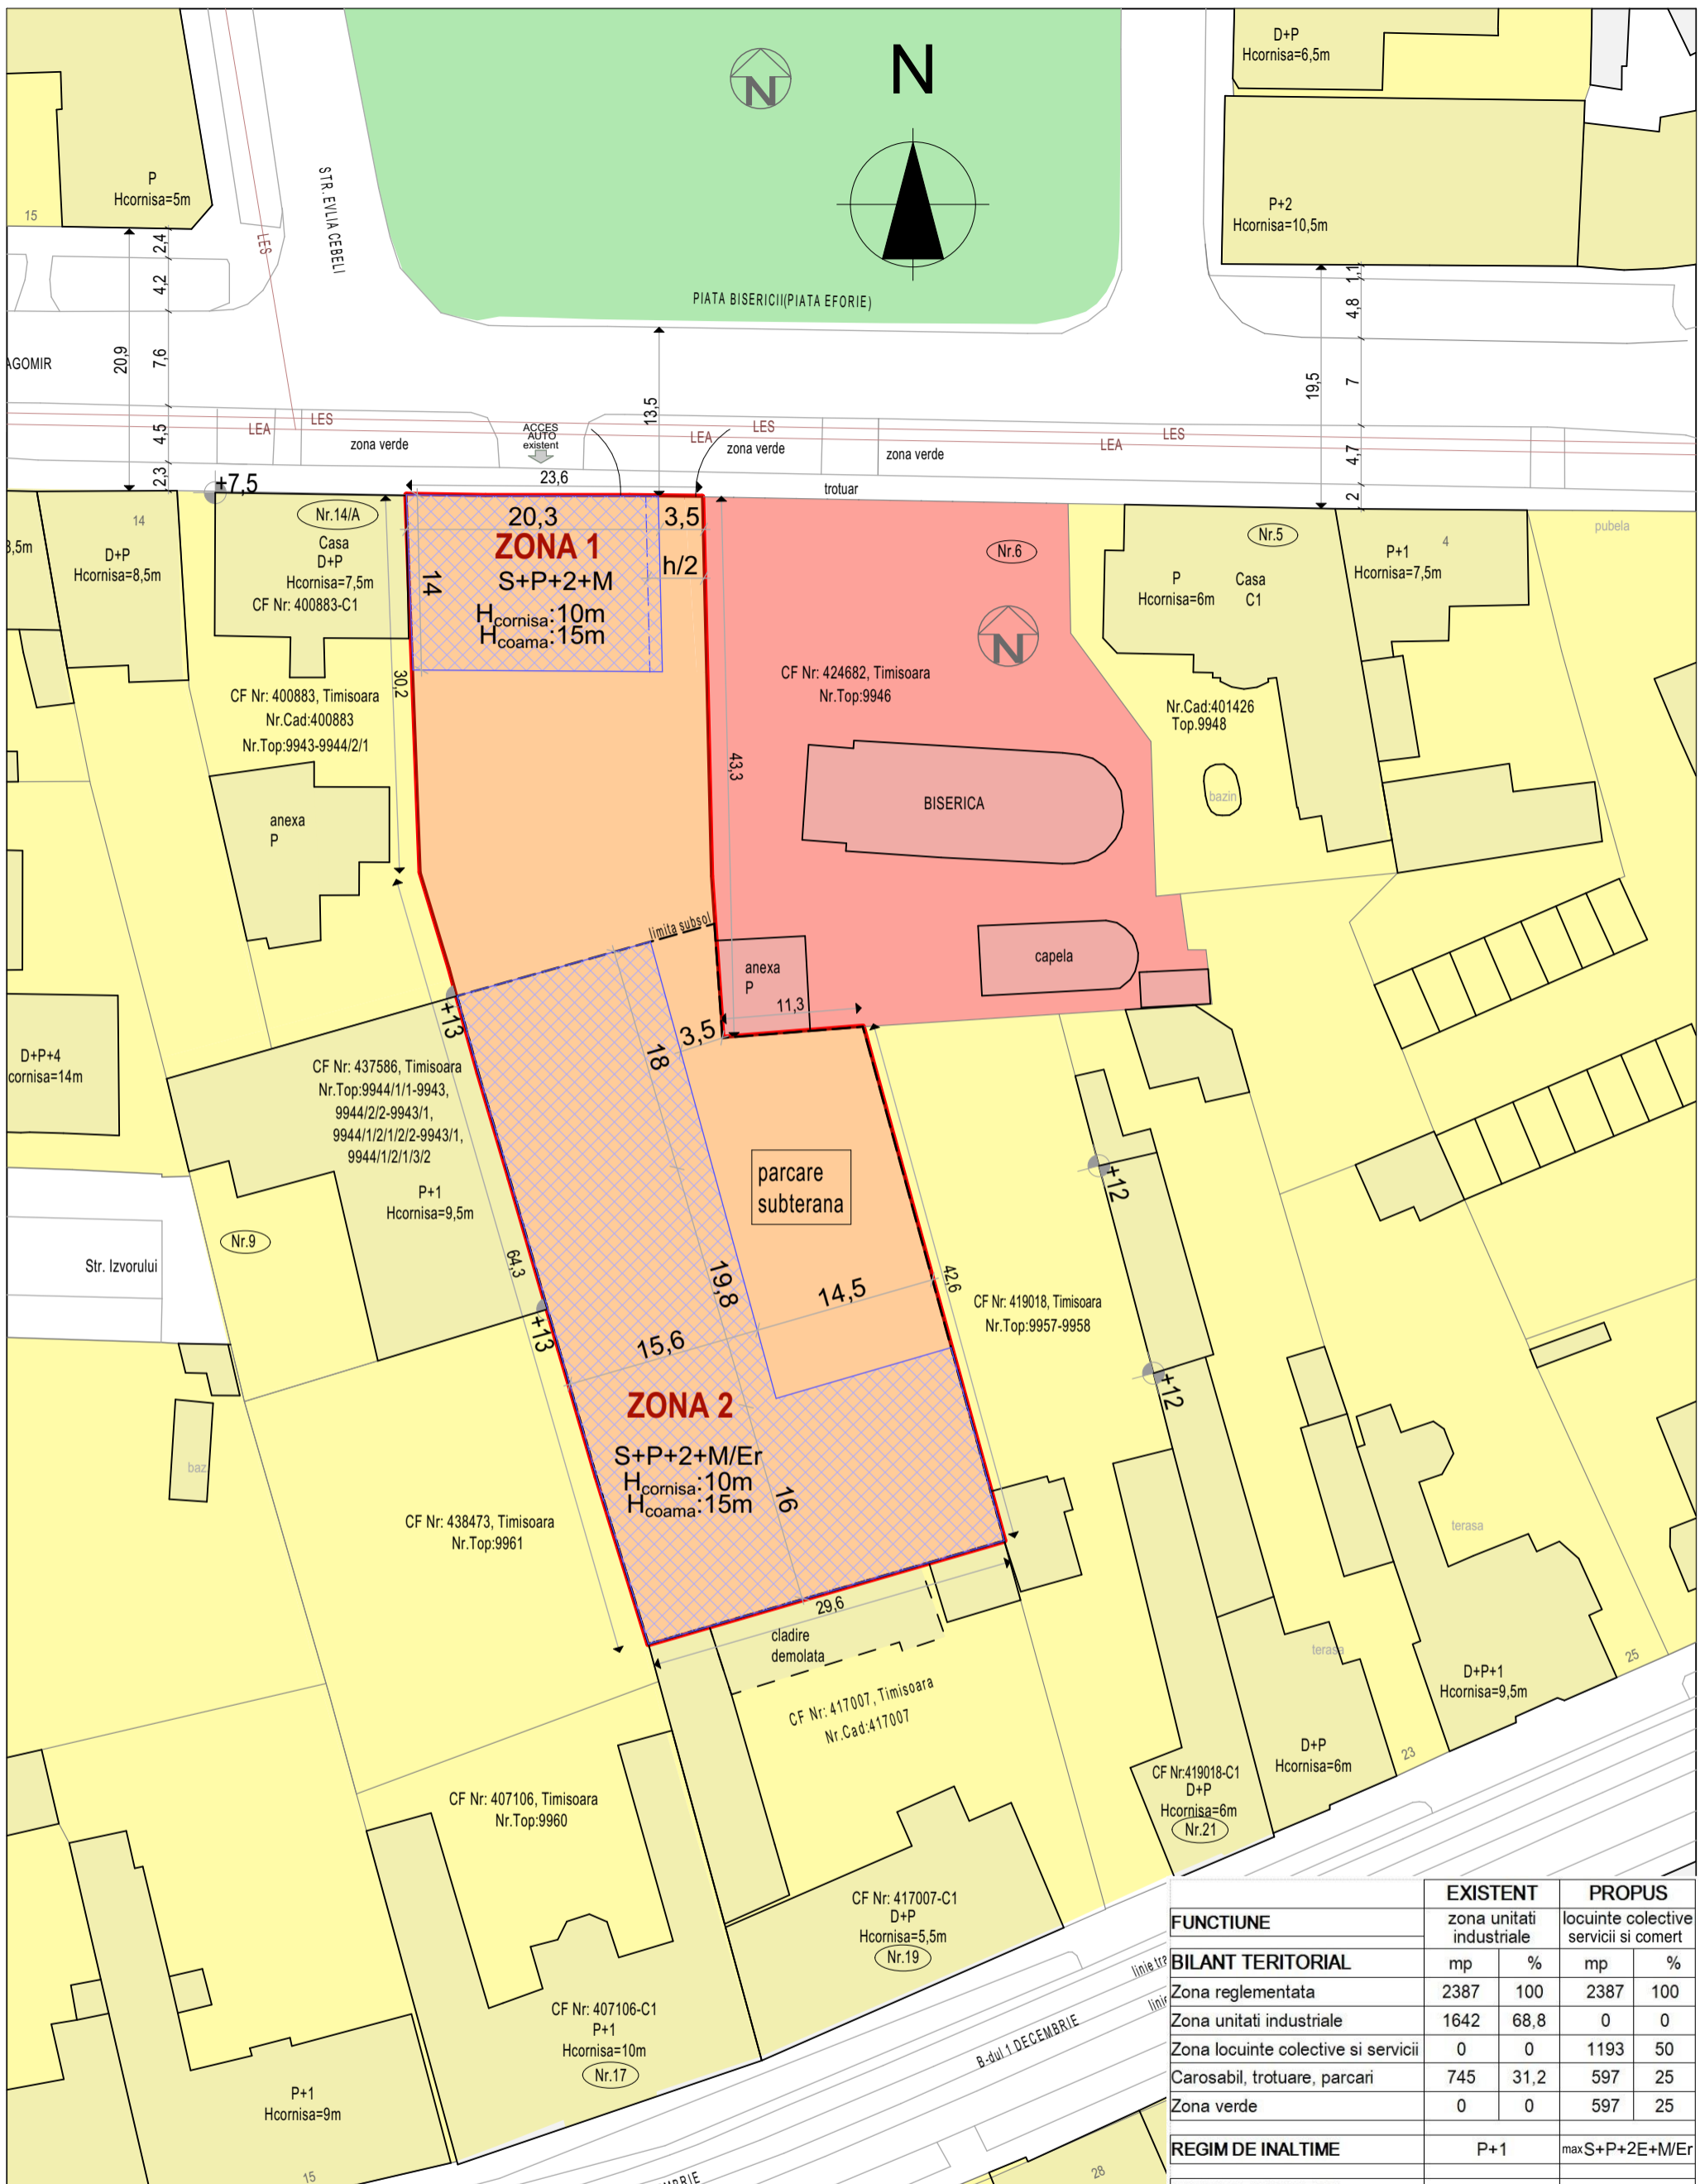 D+P
Hcornisa=6,5m
N
N
P
Hcornisa=5m
15
STR.EVLIA CEBELI
P+2
Hcornisa=10,5m
LES
2,4
4,2
20,9
7,6
4,5
2,3
PIATA BISERICII(PIATA EFORIE)
1,1
4,8
19,5
7
4,7
2
13,5
LEA
LES
zona verde
ACCES
AUTO
existent
LEA
LES
zona verde
zona verde
LEA
LES
23,6
trotuar
+7,5
14
D+P
Hcornisa=8,5m
Nr.14/A
Casa
D+P
Hcornisa=7,5m
CF Nr: 400883-C1
20,3
3,5
ZONA 1
h/2
14
S+P+2+M
Hcornisa:10m
Hcoama:15m
Nr.6
Nr.5
P
Hcornisa=6m
Casa
C1
4
P+1
Hcornisa=7,5m
pubela
N
30,2
CF Nr: 400883, Timisoara
Nr.Cad:400883
Nr.Top:9943-9944/2/1
CF Nr: 424682, Timisoara
Nr.Top:9946
Nr.Cad:401426
Top.9948
43,3
bazin
BISERICA
anexa
P
limita subsol
anexa
P
capela
11,3
+13
3,5
18
D+P+4
cornisa=14m
CF Nr: 437586, Timisoara
Nr.Top:9944/1/1-9943,
9944/2/2-9943/1,
9944/1/2/1/2/2-9943/1,
9944/1/2/1/3/2
P+1
Hcornisa=9,5m
parcare
subterana
+12
Nr.9
Str. Izvorului
64,3
19,8
14,5
42,6
CF Nr: 419018, Timisoara
Nr.Top:9957-9958
+13
15,6
+12
ZONA 2
S+P+2+M/Er
Hcornisa:10m
Hcoama:15m
16
CF Nr: 438473, Timisoara
Nr.Top:9961
terasa
29,6
cladire
demolata
terasa
25
D+P+1
Hcornisa=9,5m
CF Nr: 417007, Timisoara
Nr.Cad:417007
D+P
Hcornisa=6m
23
CF Nr:419018-C1
D+P
Hcornisa=6m
Nr.21
CF Nr: 407106, Timisoara
Nr.Top:9960
CF Nr: 417007-C1
D+P
Hcornisa=5,5m
Nr.19
CF Nr: 407106-C1
P+1
Hcornisa=10m
Nr.17
B-dul 1 DECEMBRIE
P+1
Hcornisa=9m
15
28
EXISTENT PROPUS
FUNCTIUNE zona unitati industriale locuinte colective servicii si comert
BILANT TERITORIAL mp % mp %
Zona reglementata 2387 100 2387 100
Zona unitati industriale 1642 68,8 0 0
Zona locuinte colective si servicii 0 0 1193 50
Carosabil, trotuare, parcari 745 31,2 597 25
Zona verde 0 0 597 25
REGIM DE INALTIME P+1 maxS+P+2E+M/Er